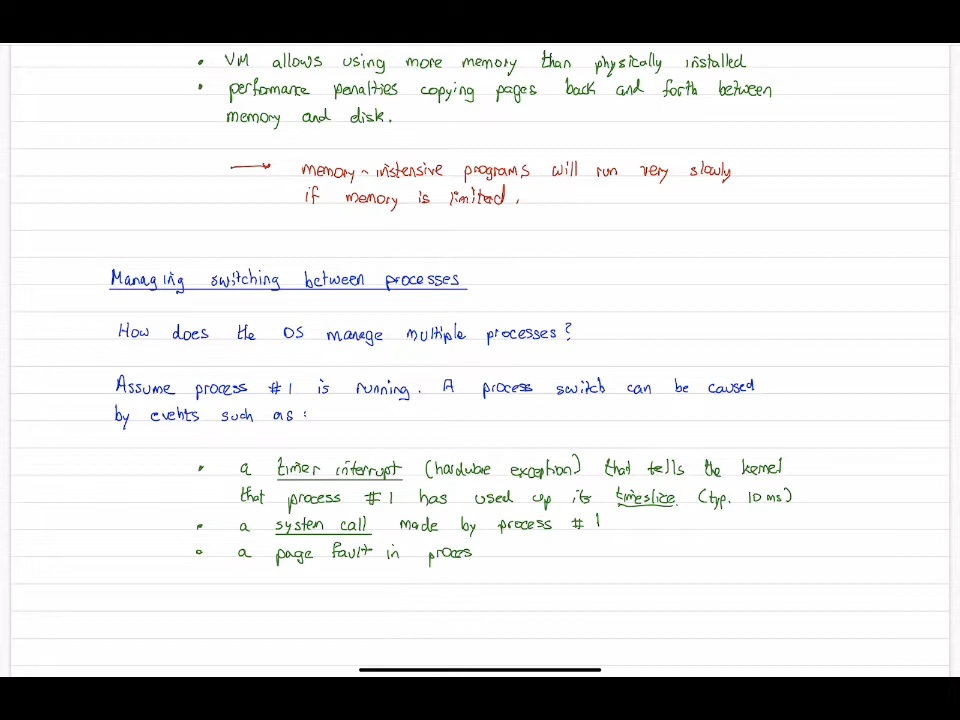 • VM allows using more memory than physically installed
• performance penalties copying pages back and forth between
memory and disk.
→ memory-instensive programs will run very slowly
if memory is limited.
Managing switching between processes
How does the OS manage multiple processes?
Assume process #1 is running. A process switch can be caused
by events such as:
• a timer interrupt (hardware exception) that tells the kernel
that process #1 has used up its timeslice (typ. 10 ms)
• a system call made by process #1
• a page fault in proces